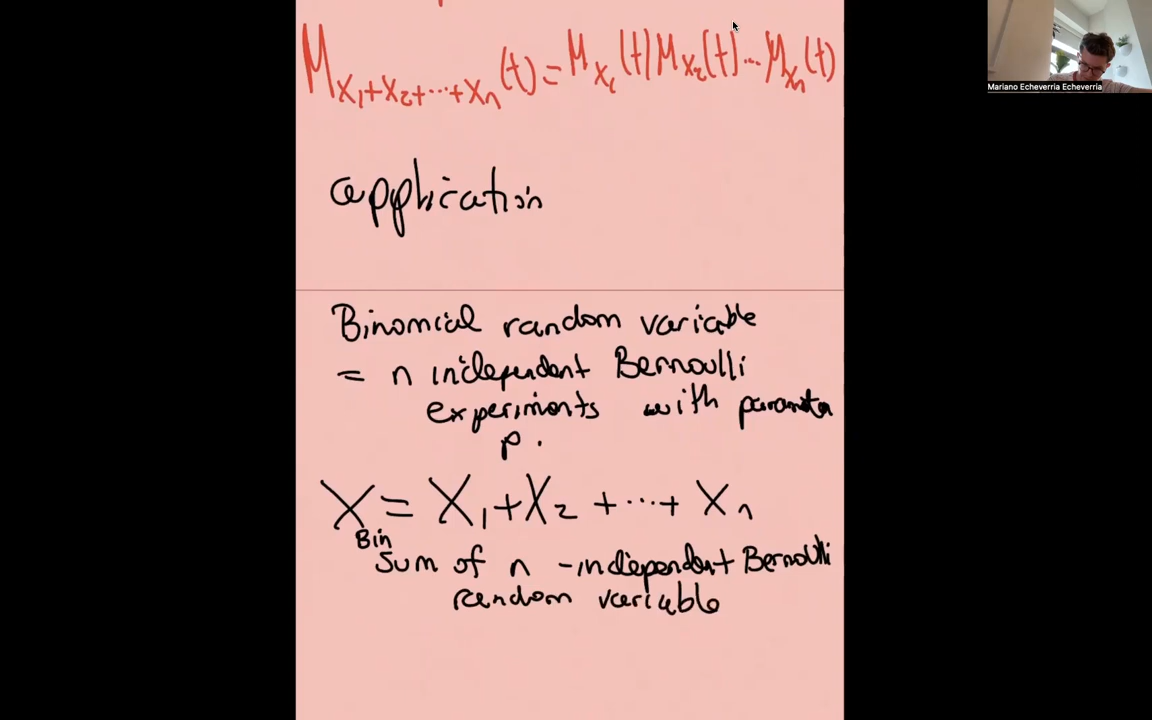 M_{X₁+X₂+⋯+Xₙ}(t) = M_{X₁}(t) M_{X₂}(t) ... M_{Xₙ}(t)
Mariano Echeverria Echeverria
application
Binomial random variable
= n independent Bernoulli
experiments with parameter
p.
X_{Bin} = X₁ + X₂ + ⋯ + Xₙ
sum of n - independent Bernoulli
random variable